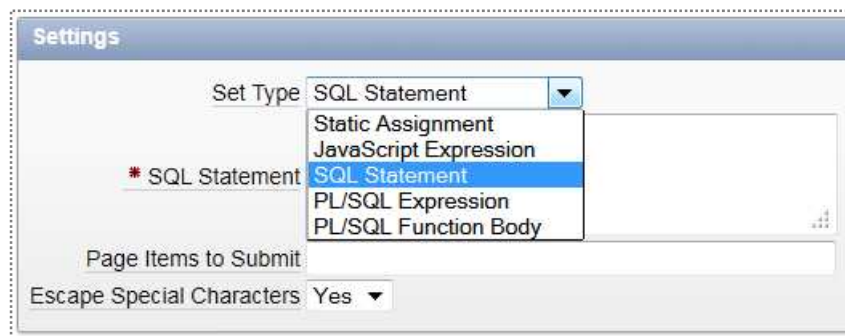 Settings
Set Type SQL Statement
Static Assignment
JavaScript Expression
* SQL Statement SQL Statement
PL/SQL Expression
PL/SQL Function Body
Page Items to Submit
Escape Special Characters Yes